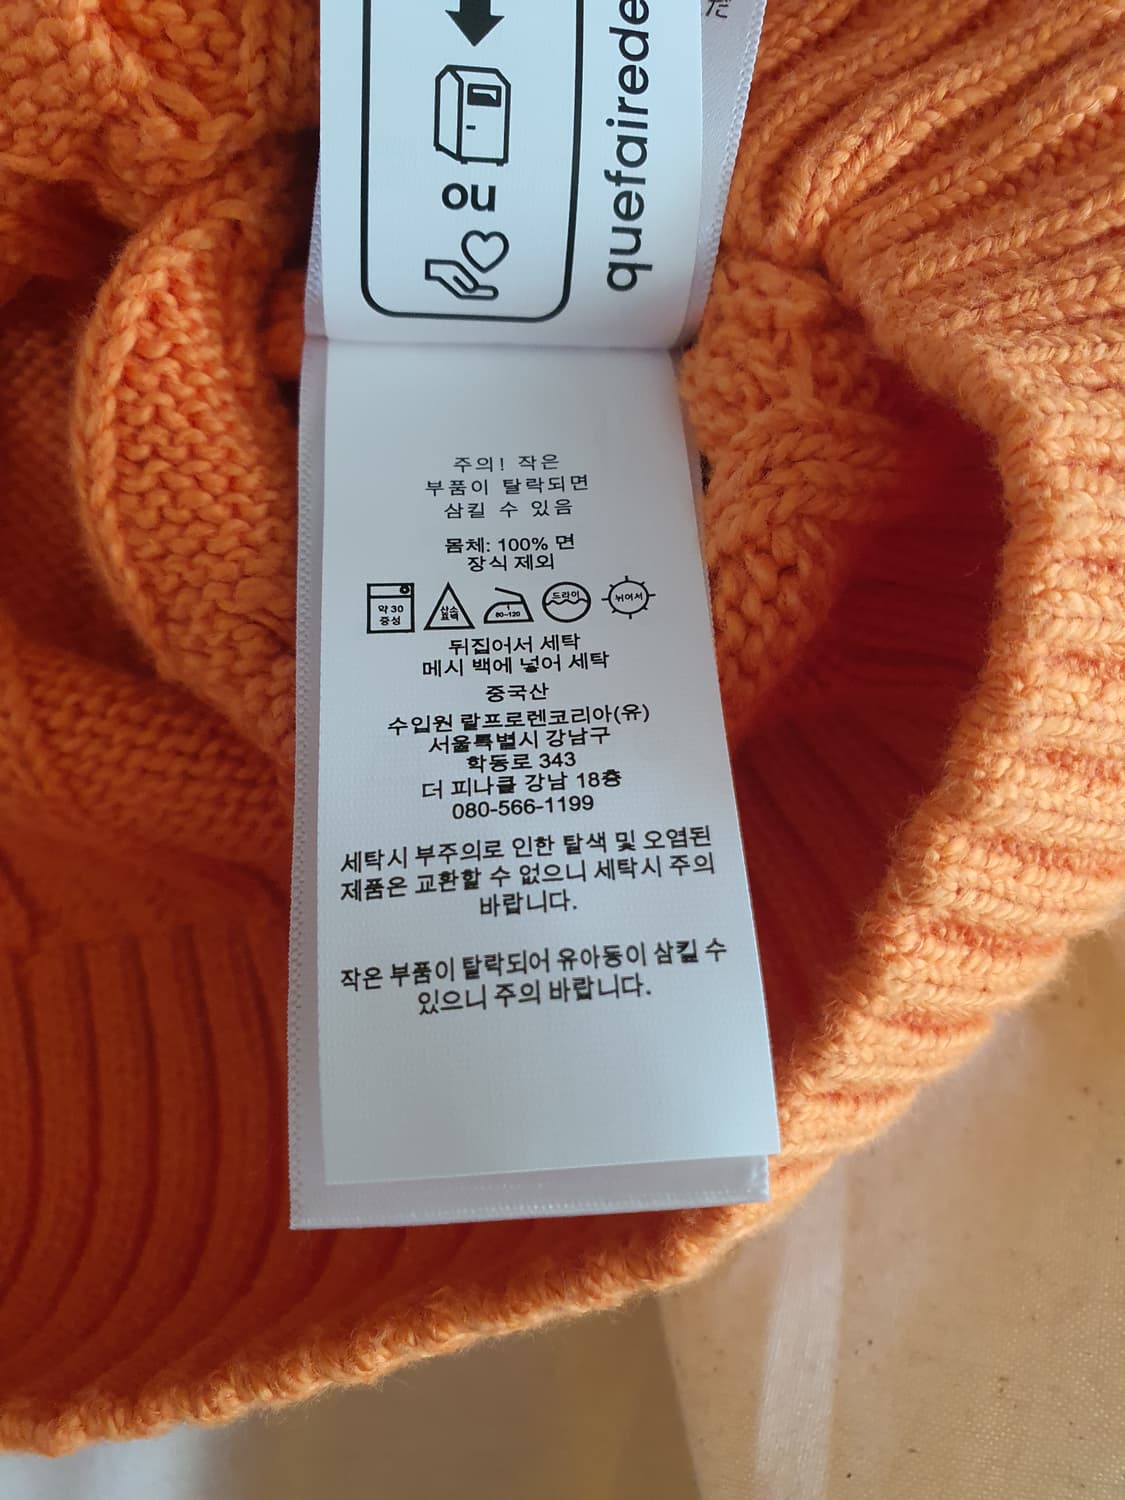 だ
OU
quefairede
주의! 작은
부품이 탈락되면
삼킬 수 있음
몸체: 100% 면
장식 제외
약 30
중성
산소
표백
1
80~120
드라이
뉘어서
뒤집어서 세탁
메시 백에 넣어 세탁
중국산
수입원 랄프로렌코리아(유)
서울특별시 강남구
학동로 343
더 피나클 강남 18층
080-566-1199
세탁시 부주의로 인한 탈색 및 오염된
제품은 교환할 수 없으니 세탁시 주의
바랍니다.
작은 부품이 탈락되어 유아동이 삼킬 수
있으니 주의 바랍니다.